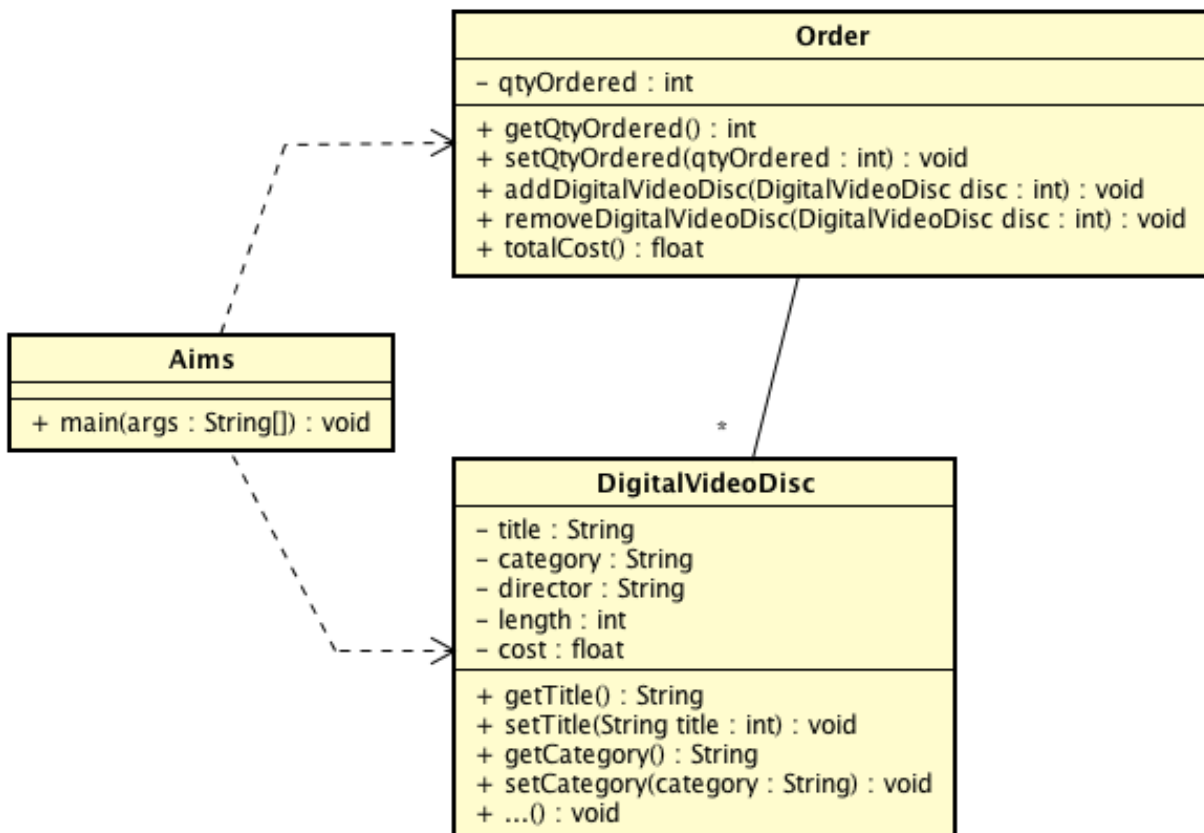 Order
- qtyOrdered : int
+ getQtyOrdered() : int
+ setQtyOrdered(qtyOrdered : int) : void
+ addDigitalVideoDisc(DigitalVideoDisc disc : int) : void
+ removeDigitalVideoDisc(DigitalVideoDisc disc : int) : void
+ totalCost() : float
Aims
+ main(args : String[]) : void
*
DigitalVideoDisc
- title : String
- category : String
- director : String
- length : int
- cost : float
+ getTitle() : String
+ setTitle(String title : int) : void
+ getCategory() : String
+ setCategory(category : String) : void
+ ...() : void